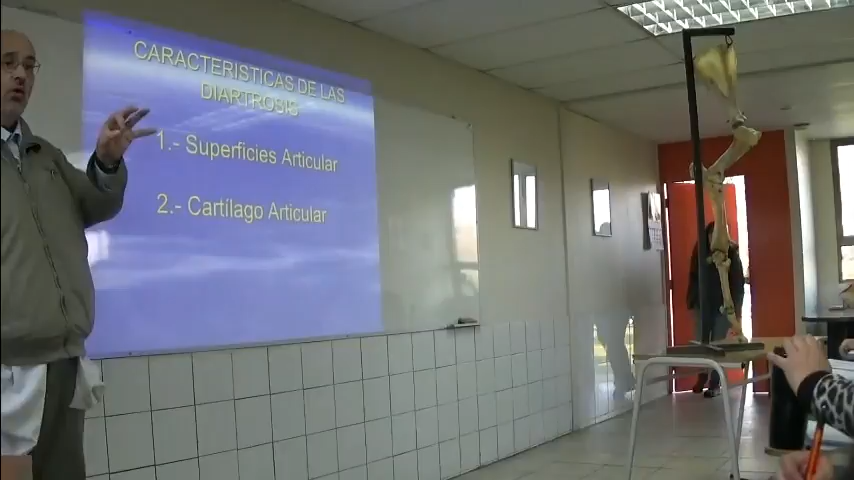 CARACTERISTICAS DE LAS
DIARTROSIS
1.- Superficies Articular
2.- Cartílago Articular